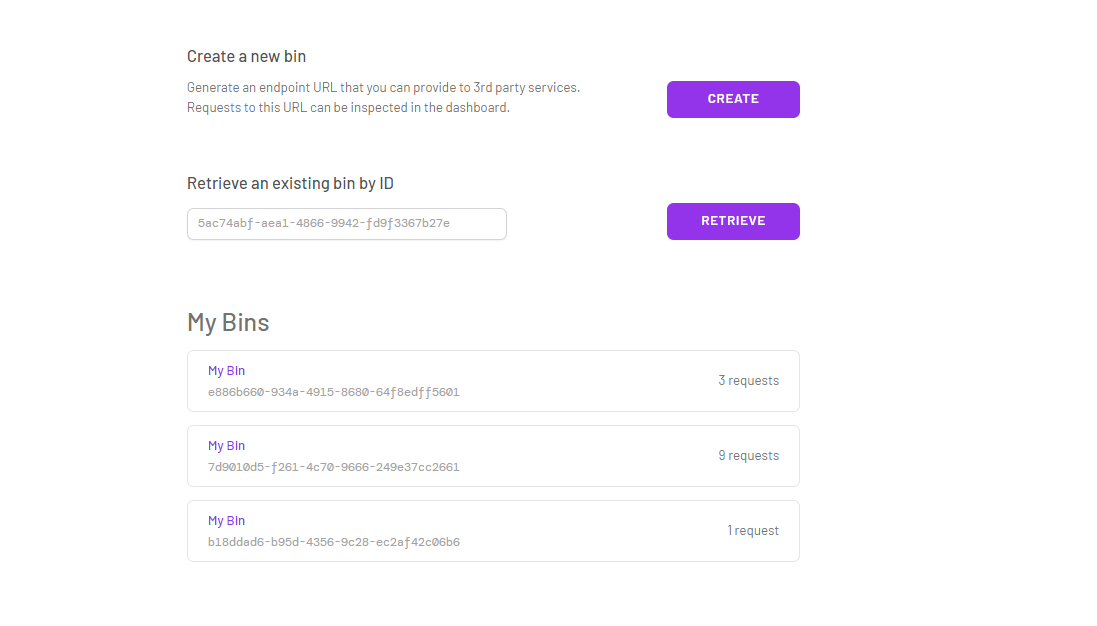 Create a new bin
Generate an endpoint URL that you can provide to 3rd party services.
Requests to this URL can be inspected in the dashboard.
CREATE
Retrieve an existing bin by ID
5ac74abf-aea1-4866-9942-fd9f3367b27e
RETRIEVE
My Bins
My Bin
e886b660-934a-4915-8680-64f8edff5601
3 requests
My Bin
7d9010d5-f261-4c70-9666-249e37cc2661
9 requests
My Bin
b18ddad6-b95d-4356-9c28-ec2af42c06b6
1 request